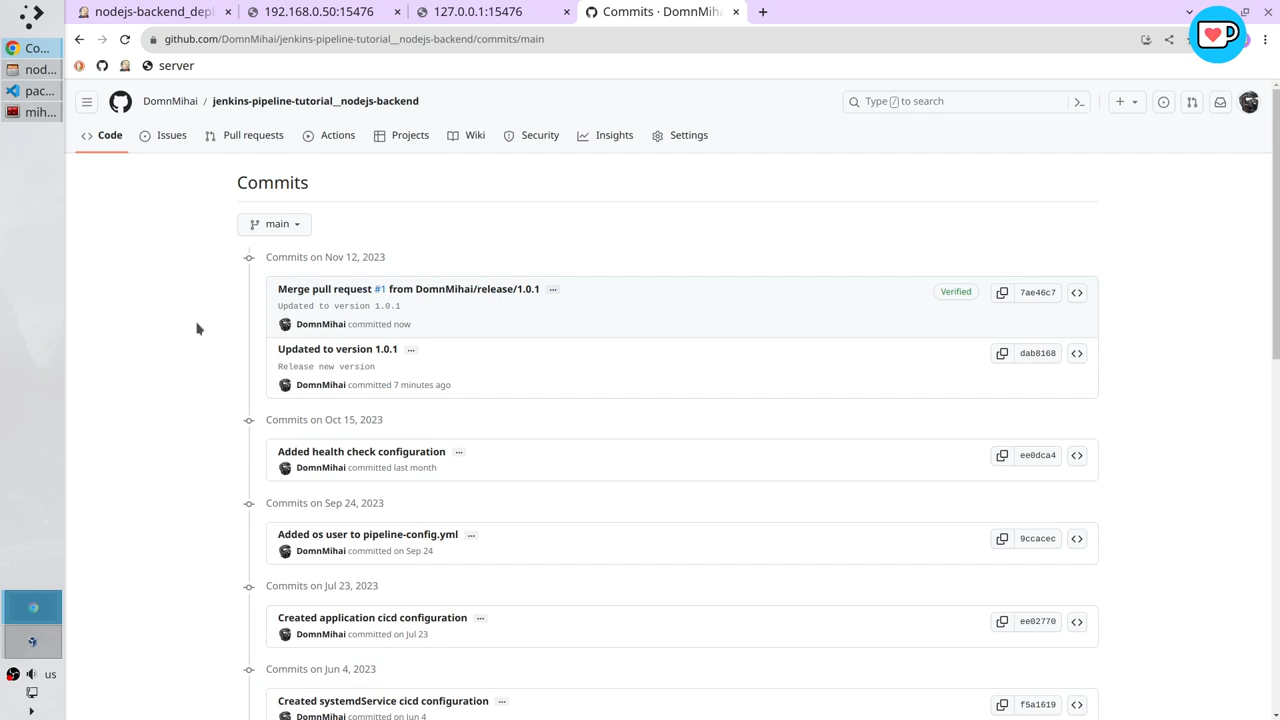 nodejs-backend_depl
192.168.0.50:15476
127.0.0.1:15476
Commits · DomnMiha
github.com/DomnMihai/jenkins-pipeline-tutorial__nodejs-backend/commits/main
server
Co...
nod...
pac...
mih...
us
DomnMihai / jenkins-pipeline-tutorial__nodejs-backend
Type / to search
Code
Issues
Pull requests
Actions
Projects
Wiki
Security
Insights
Settings
Commits
main
Commits on Nov 12, 2023
Merge pull request #1 from DomnMihai/release/1.0.1 ...
Verified
7ae46c7
Updated to version 1.0.1
DomnMihai committed now
Updated to version 1.0.1 ...
dab8168
Release new version
DomnMihai committed 7 minutes ago
Commits on Oct 15, 2023
Added health check configuration ...
ee0dca4
DomnMihai committed last month
Commits on Sep 24, 2023
Added os user to pipeline-config.yml ...
9ccacec
DomnMihai committed on Sep 24
Commits on Jul 23, 2023
Created application cicd configuration ...
ee02770
DomnMihai committed on Jul 23
Commits on Jun 4, 2023
Created systemdService cicd configuration ...
f5a1619
DomnMihai committed on Jun 4